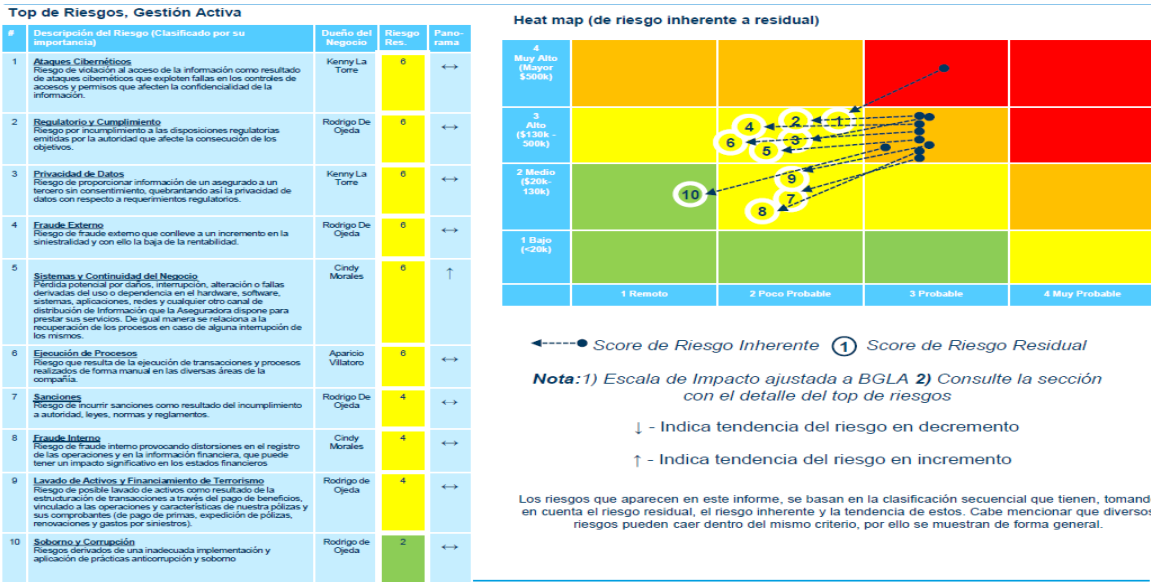 Top de Riesgos, Gestión Activa
#
Descripción del Riesgo (Clasificado por su
importancia)
Dueño del
Negocio
Riesgo
Res.
Pano-
rama
1
Ataques Cibernéticos
Riesgo de violación al acceso de la información como resultado
de ataques cibernéticos que exploten fallas en los controles de
accesos y permisos que afecten la confidencialidad de la
información.
Kenny La
Torre
6
↔
2
Regulatorio y Cumplimiento
Riesgo por incumplimiento a las disposiciones regulatorias
emitidas por la autoridad que afecte la consecución de los
objetivos.
Rodrigo De
Ojeda
6
↔
3
Privacidad de Datos
Riesgo de proporcionar información de un asegurado a un
tercero sin consentimiento, quebrantando así la privacidad de
datos con respecto a requerimientos regulatorios.
Kenny La
Torre
6
↔
4
Fraude Externo
Riesgo de fraude externo que conlleve a un incremento en la
siniestralidad y con ello la baja de la rentabilidad.
Rodrigo De
Ojeda
6
↔
5
Sistemas y Continuidad del Negocio
Pérdida potencial por daños, interrupción, alteración o fallas
derivadas del uso o dependencia en el hardware, software,
sistemas, aplicaciones, redes y cualquier otro canal de
distribución de Información que la Aseguradora dispone para
prestar sus servicios. De igual manera se relaciona a la
recuperación de los procesos en caso de alguna interrupción de
los mismos.
Cindy
Morales
6
↑
6
Ejecución de Procesos
Riesgo que resulta de la ejecución de transacciones y procesos
realizados de forma manual en las diversas áreas de la
compañía.
Aparicio
Villatoro
6
↔
7
Sanciones
Riesgo de incurrir sanciones como resultado del incumplimiento
a autoridad, leyes, normas y reglamentos.
Rodrigo De
Ojeda
4
↔
8
Fraude Interno
Riesgo de fraude interno provocando distorsiones en el registro
de las operaciones y en la información financiera, que puede
tener un impacto significativo en los estados financieros
Cindy
Morales
4
↔
9
Lavado de Activos y Financiamiento de Terrorismo
Riesgo de posible lavado de activos como resultado de la
estructuración de transacciones a través del pago de beneficios,
vinculado a las operaciones y características de nuestra pólizas y
sus comprobantes (de pago de primas, expedición de pólizas,
renovaciones y gastos por siniestros).
Rodrigo de
Ojeda
4
↔
10
Soborno y Corrupción
Riesgos derivados de una inadecuada implementación y
aplicación de prácticas anticorrupción y soborno
Rodrigo de
Ojeda
2
↔
Heat map (de riesgo inherente a residual)
4
Muy Alto
(Mayor
$500k)
3
Alto
($130k -
500k)
4
2
1
6
3
5
2 Medio
($20k-
130k)
9
10
7
8
1 Bajo
(<20k)
1 Remoto
2 Poco Probable
3 Probable
4 Muy Probable
Score de Riesgo Inherente 1 Score de Riesgo Residual
Nota:1) Escala de Impacto ajustada a BGLA 2) Consulte la sección
con el detalle del top de riesgos
↓ - Indica tendencia del riesgo en decremento
↑ - Indica tendencia del riesgo en incremento
Los riesgos que aparecen en este informe, se basan en la clasificación secuencial que tienen, tomand
en cuenta el riesgo residual, el riesgo inherente y la tendencia de estos. Cabe mencionar que diversos
riesgos pueden caer dentro del mismo criterio, por ello se muestran de forma general.